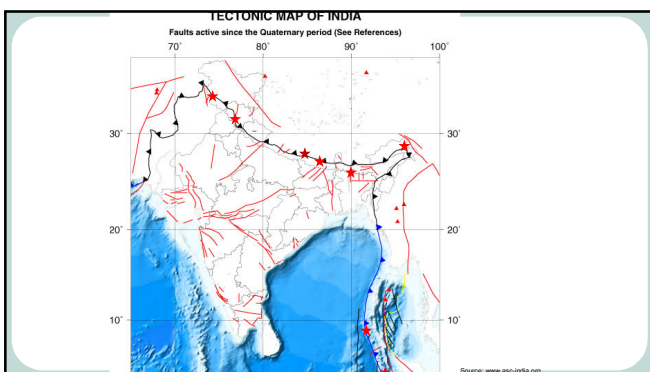 TECTONIC MAP OF INDIA
Faults active since the Quaternary period (See References)
70° 80° 90° 100°
30° 30°
20° 20°
10° 10°
Source: www.asc-india.org